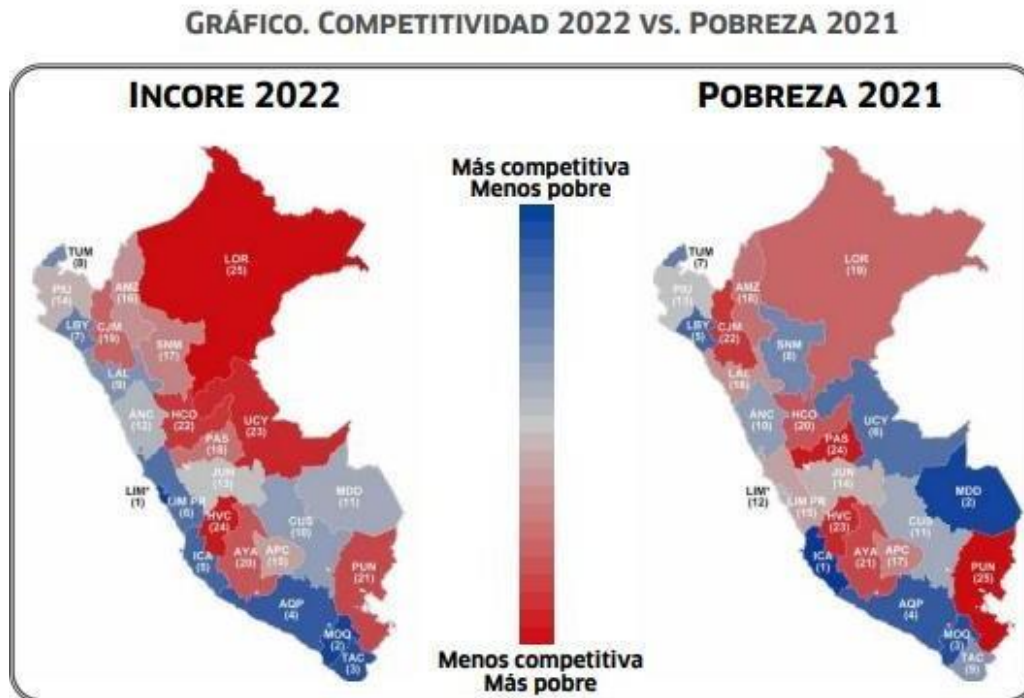 GRÁFICO. COMPETITIVIDAD 2022 VS. POBREZA 2021
INCORE 2022
POBREZA 2021
Más competitiva
Menos pobre
Menos competitiva
Más pobre
TUM
(8)
PIU
(14)
LBY
(7)
CJM
(19)
AMZ
(16)
LOR
(25)
SNM
(17)
LAL
(9)
ANC
(12)
HCO
(22)
UCY
(23)
PAS
(18)
JUN
(13)
LIM*
(1)
LIM PR
(6)
HVC
(24)
MDD
(11)
CUS
(10)
ICA
(5)
AYA
(20)
APC
(15)
PUN
(21)
AQP
(4)
MOQ
(2)
TAC
(3)
TUM
(7)
PIU
(13)
LBY
(5)
CJM
(22)
AMZ
(18)
LOR
(19)
SNM
(8)
LAL
(16)
ANC
(10)
HCO
(20)
UCY
(6)
PAS
(24)
JUN
(14)
LIM*
(12)
LIM PR
(15)
HVC
(23)
MDD
(2)
CUS
(11)
ICA
(1)
AYA
(21)
APC
(17)
PUN
(25)
AQP
(4)
MOQ
(3)
TAC
(9)